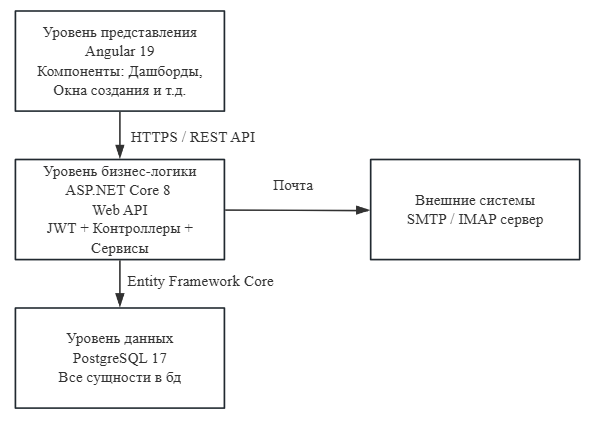 Уровень представления
Angular 19
Компоненты: Дашборды,
Окна создания и т.д.
HTTPS / REST API
Уровень бизнес-логики
ASP.NET Core 8
Web API
JWT + Контроллеры +
Сервисы
Почта
Внешние системы
SMTP / IMAP сервер
Entity Framework Core
Уровень данных
PostgreSQL 17
Все сущности в бд